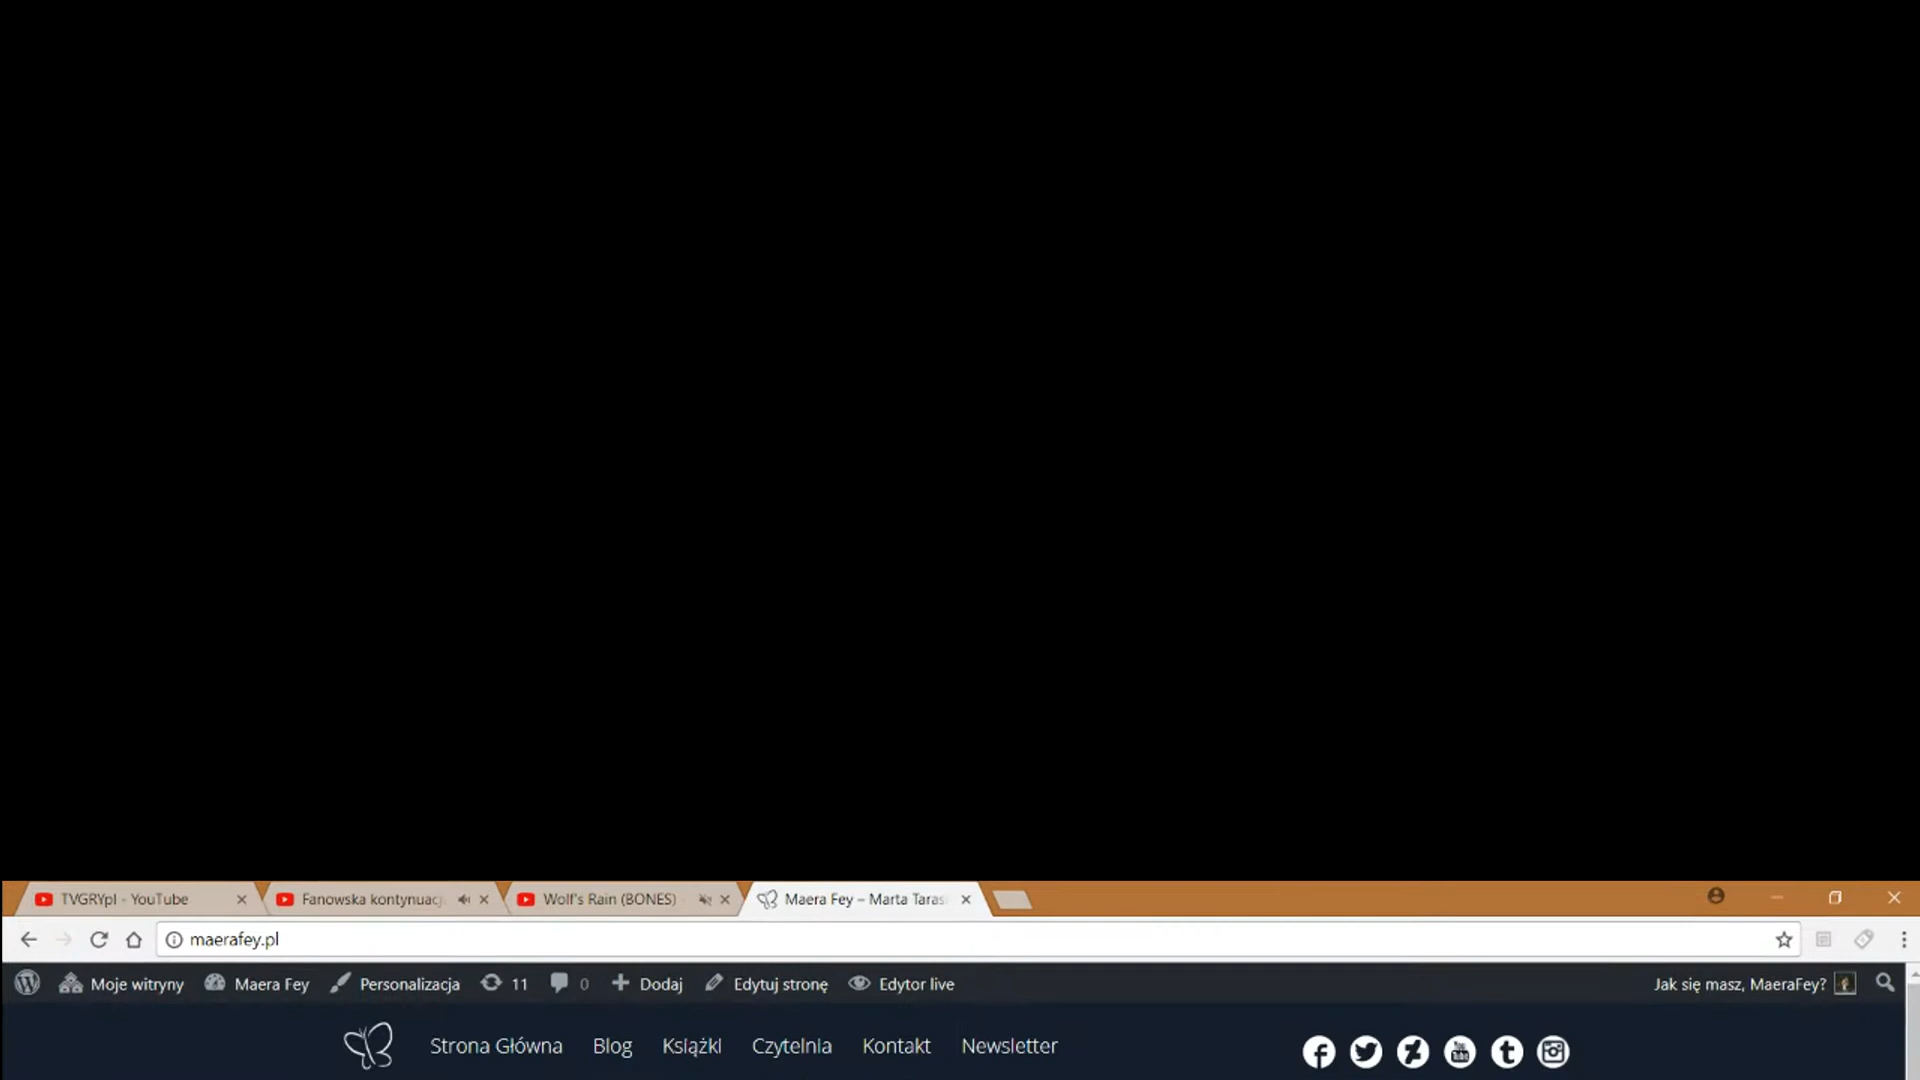 TVGRYpl - YouTube Fanowska kontynuacj Wolf's Rain (BONES) Maera Fey – Marta Taras
maerafey.pl
Moje witryny Maera Fey Personalizacja 11 0 Dodaj Edytuj stronę Edytor live Jak się masz, MaeraFey?
Strona Główna Blog Książki Czytelnia Kontakt Newsletter